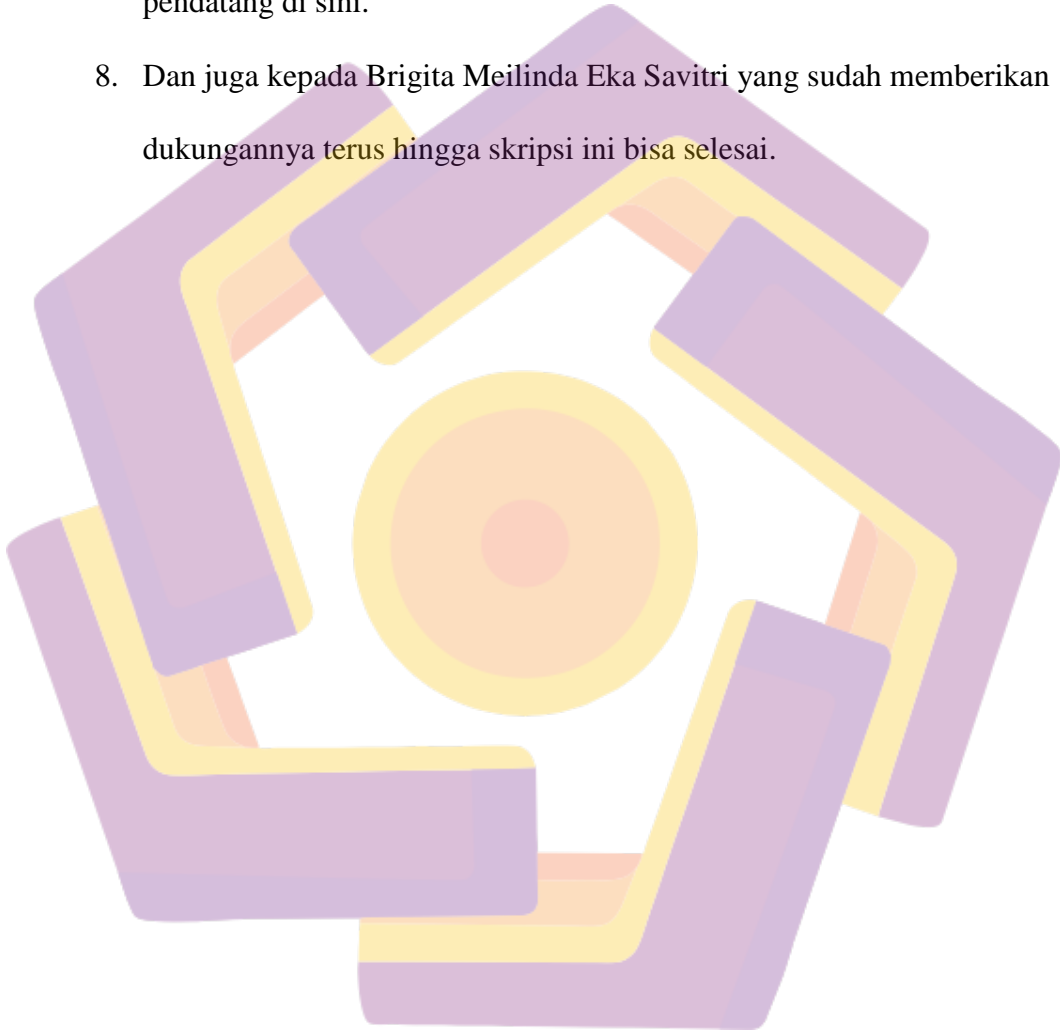 pendatang di sini.
8. Dan juga kepada Brigita Meilinda Eka Savitri yang sudah memberikan
dukungannya terus hingga skripsi ini bisa selesai.